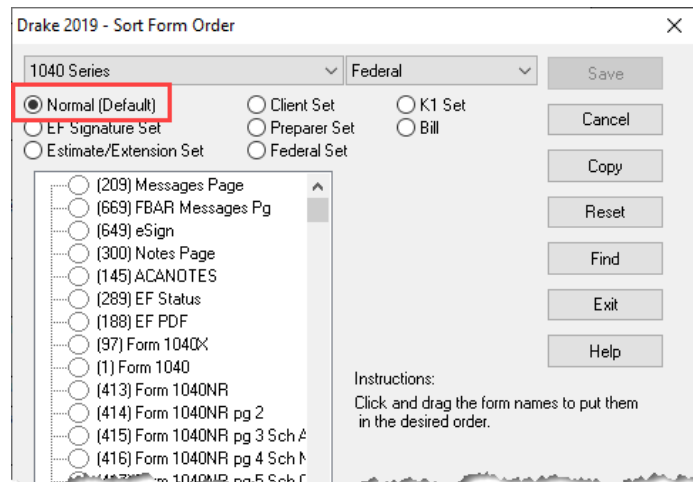 Drake 2019 - Sort Form Order
1040 Series
Federal
Save
Normal (Default)
Client Set
K1 Set
EF Signature Set
Preparer Set
Bill
Cancel
Estimate/Extension Set
Federal Set
Copy
(209) Messages Page
(669) FBAR Messages Pg
Reset
(649) eSign
(300) Notes Page
Find
(145) ACANOTES
(289) EF Status
Exit
(188) EF PDF
(97) Form 1040X
Help
(1) Form 1040
Instructions:
(413) Form 1040NR
Click and drag the form names to put them
(414) Form 1040NR pg 2
in the desired order.
(415) Form 1040NR pg 3 Sch A
(416) Form 1040NR pg 4 Sch N
1040NR pg 5 Sch